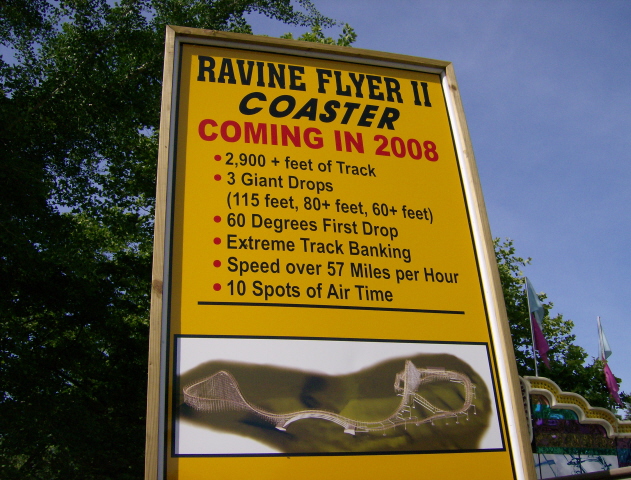 RAVINE FLYER II
COASTER
COMING IN 2008
• 2,900 + feet of Track
• 3 Giant Drops
(115 feet, 80+ feet, 60+ feet)
• 60 Degrees First Drop
• Extreme Track Banking
• Speed over 57 Miles per Hour
• 10 Spots of Air Time